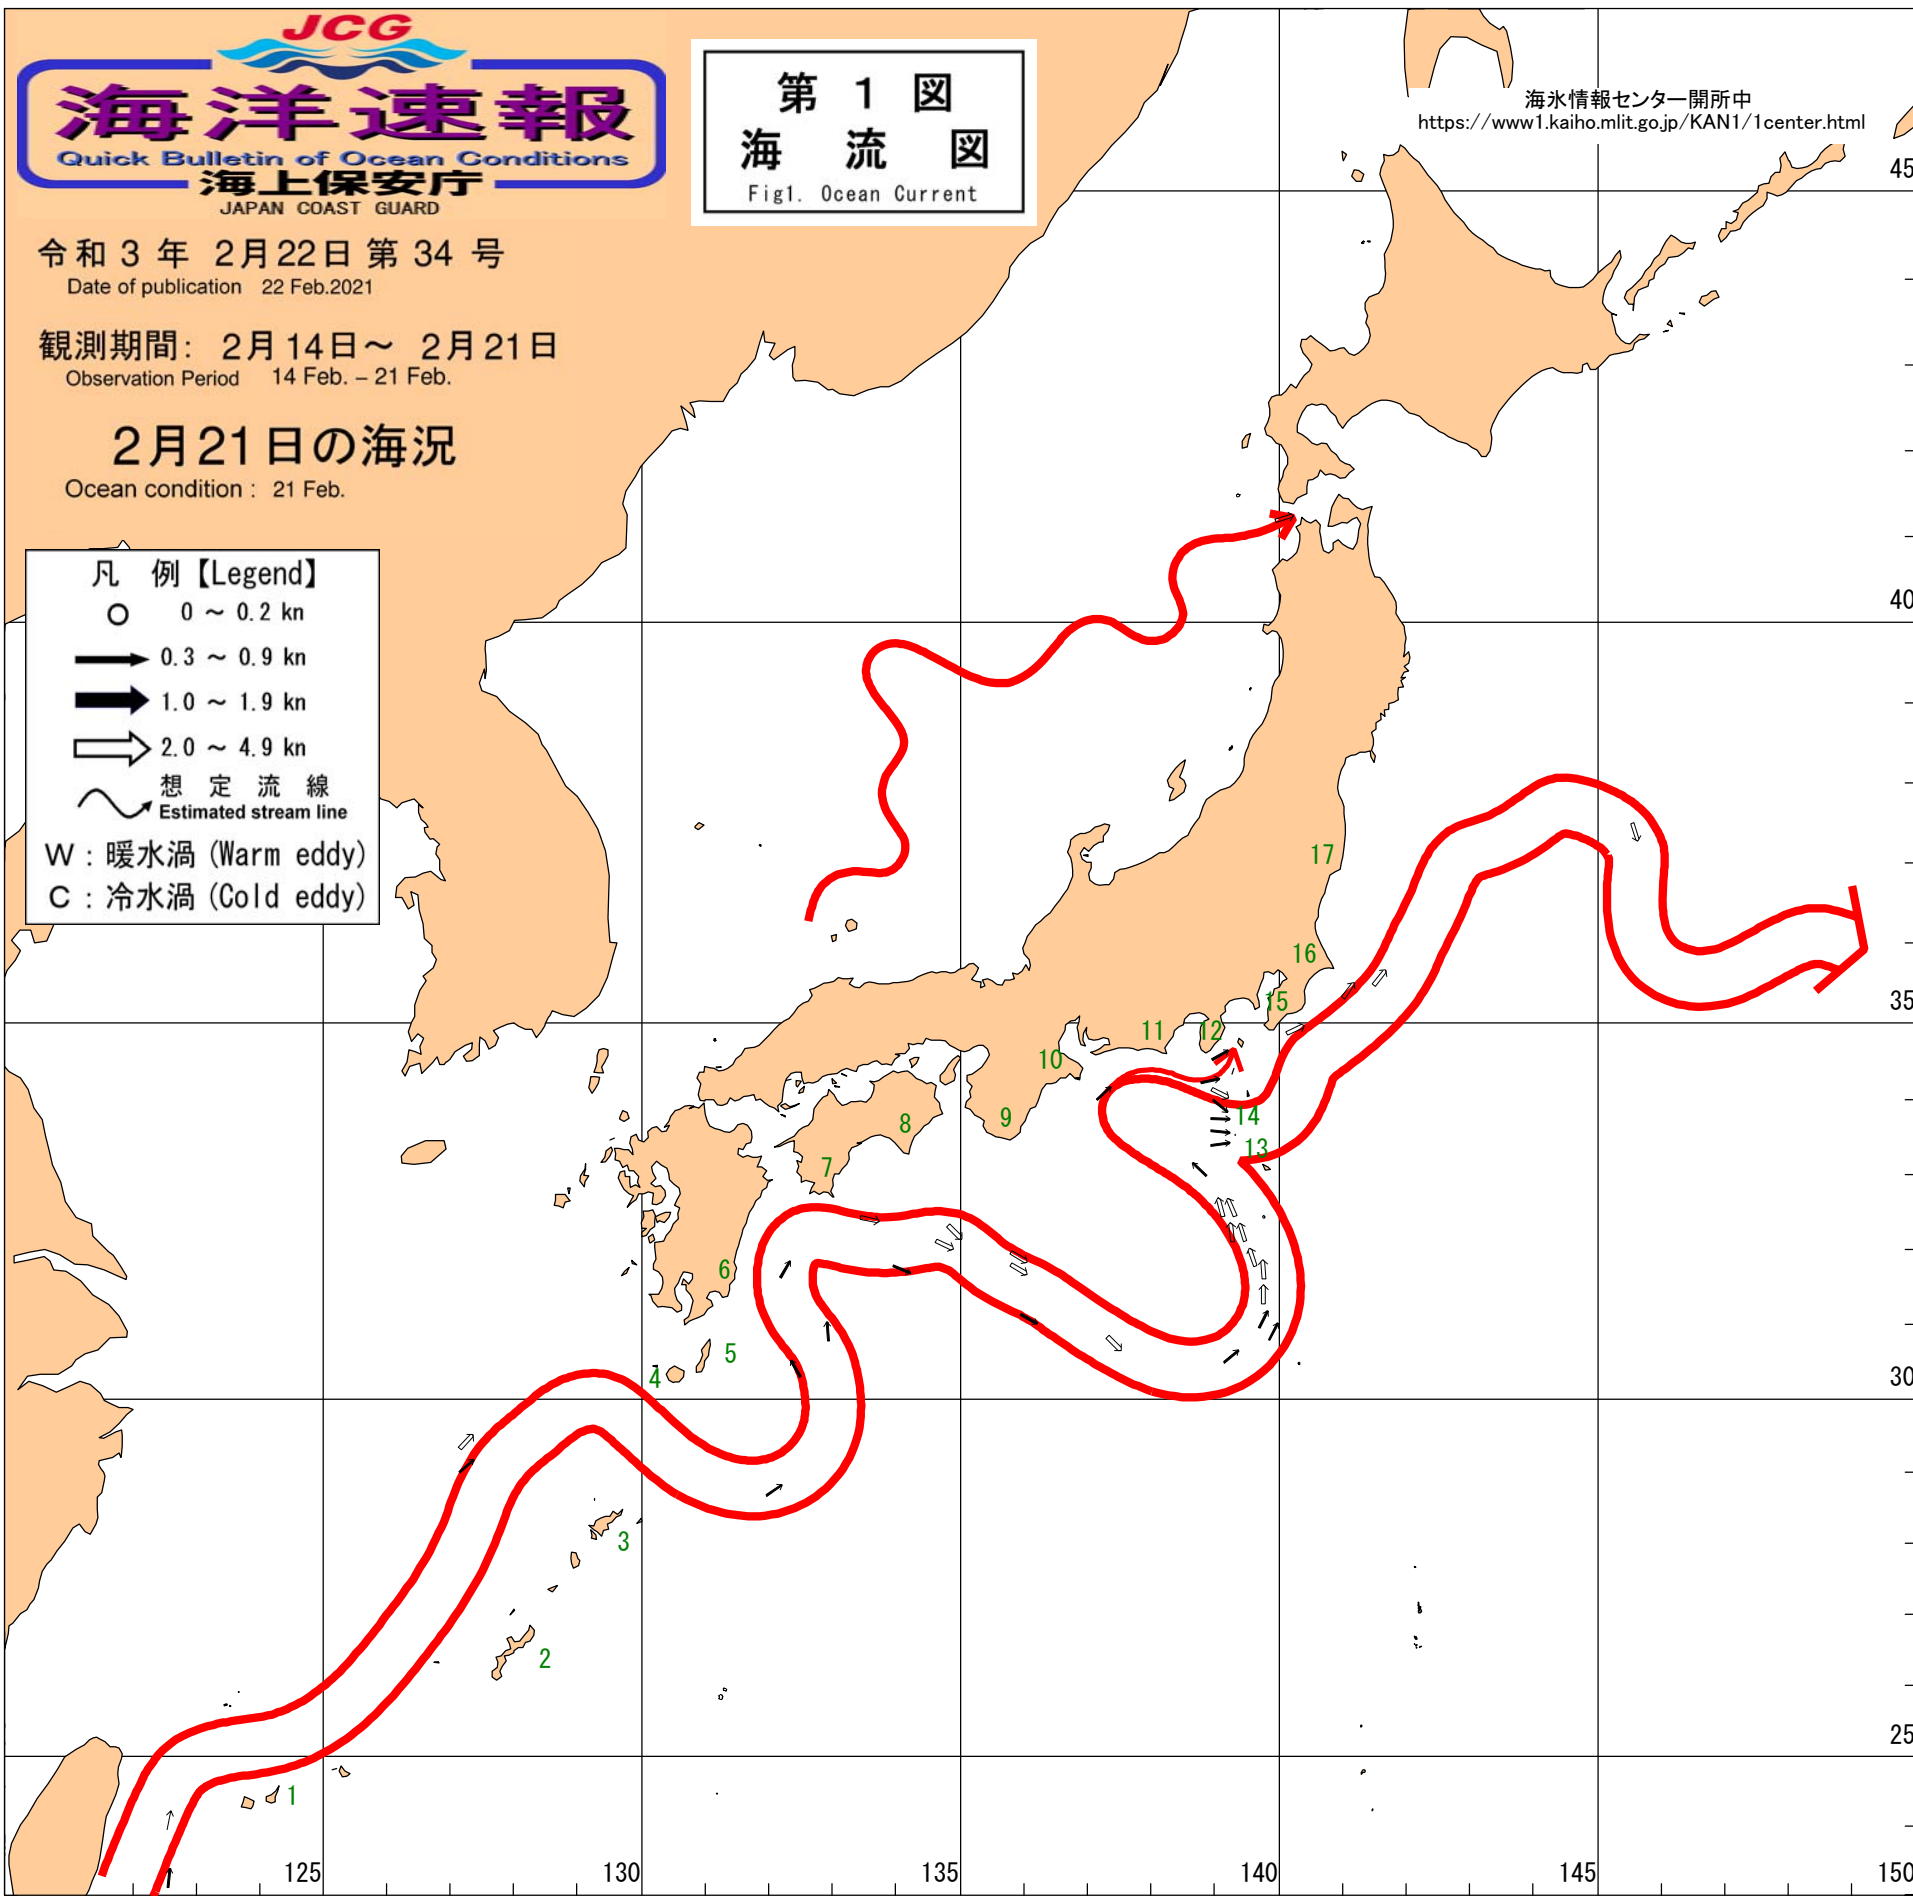 JCG
海洋速報
Quick Bulletin of Ocean Conditions
海上保安庁
JAPAN COAST GUARD
第 1 図
海 流 図
Fig1. Ocean Current
海氷情報センター開所中
https://www1.kaiho.mlit.go.jp/KAN1/1center.html
令和 3 年 2月22日 第 34 号
Date of publication 22 Feb.2021
観測期間: 2月14日～ 2月21日
Observation Period 14 Feb. – 21 Feb.
2月21日の海況
Ocean condition : 21 Feb.
凡 例【Legend】
0 ～ 0.2 kn
0.3 ～ 0.9 kn
1.0 ～ 1.9 kn
2.0 ～ 4.9 kn
想 定 流 線
Estimated stream line
W : 暖水渦 (Warm eddy)
C : 冷水渦 (Cold eddy)
45
40
35
30
25
17
16
15
12
11
10
14
13
9
8
7
6
5
4
3
2
1
125
130
135
140
145
150